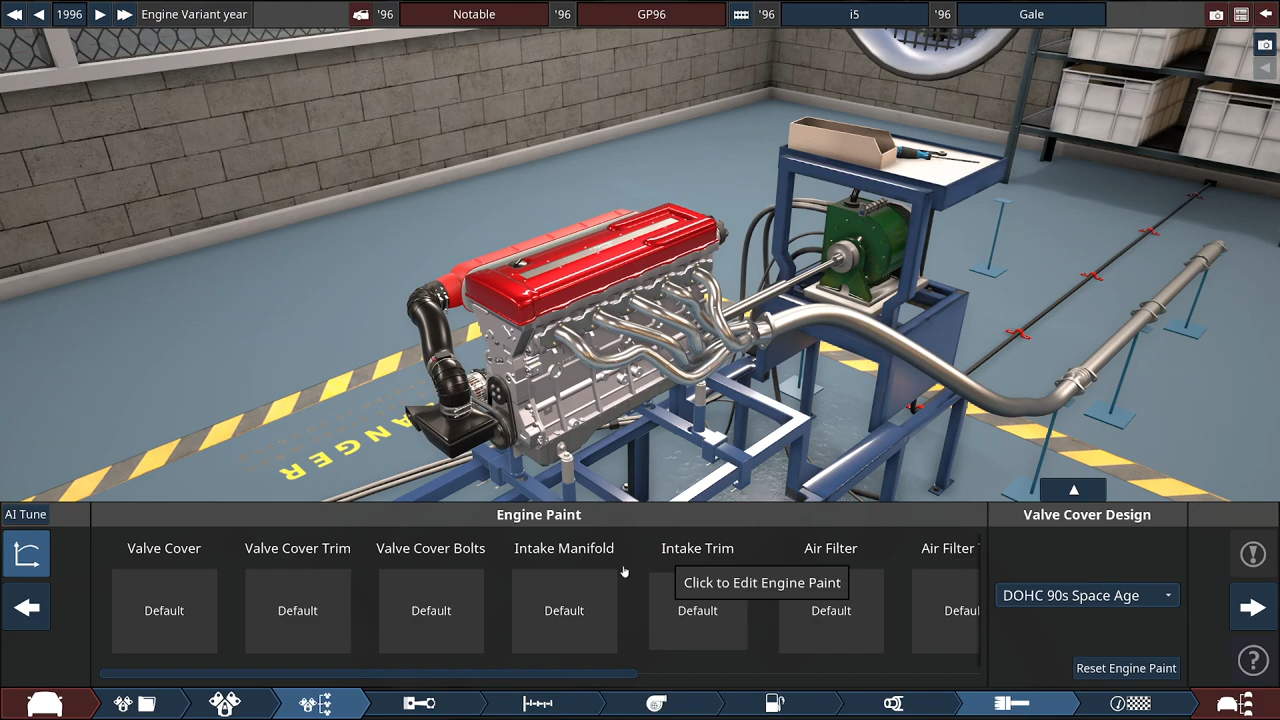 1996 Engine Variant year '96 Notable '96 GP96 '96 i5 '96 Gale
ANGER
AI Tune
Engine Paint
Valve Cover Design
Valve Cover Valve Cover Trim Valve Cover Bolts Intake Manifold Intake Trim Air Filter Air Filter
Click to Edit Engine Paint
Default Default Default Default Default Default Defau
DOHC 90s Space Age
Reset Engine Paint